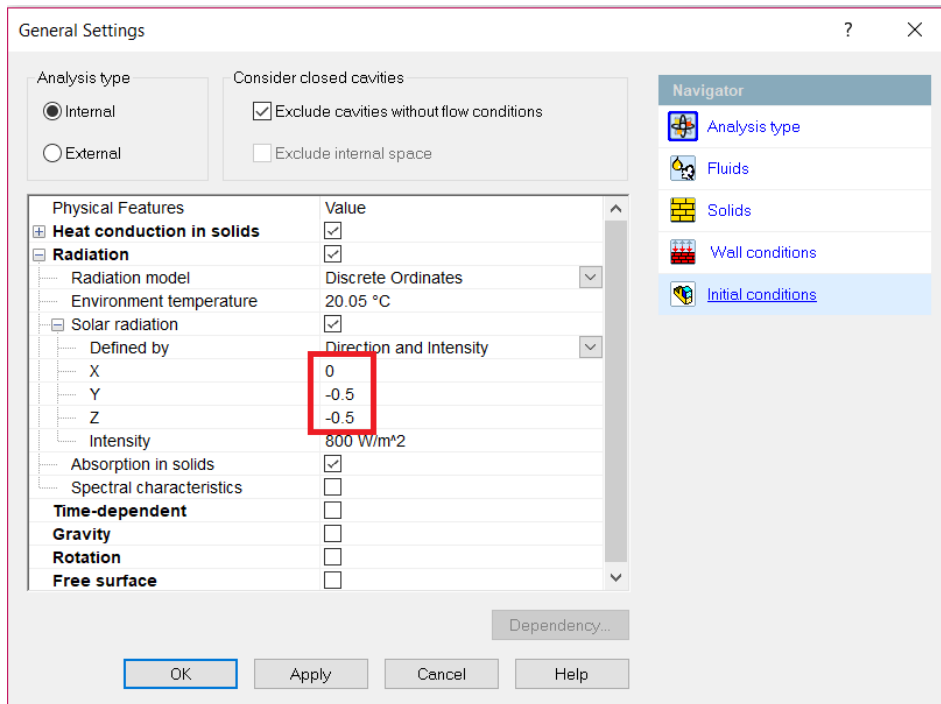 General Settings
?
Analysis type
Internal
External
Consider closed cavities
Exclude cavities without flow conditions
Exclude internal space
Physical Features Value
Heat conduction in solids
Radiation
Radiation model Discrete Ordinates
Environment temperature 20.05 °C
Solar radiation
Defined by Direction and Intensity
X 0
Y -0.5
Z -0.5
Intensity 800 W/m^2
Absorption in solids
Spectral characteristics
Time-dependent
Gravity
Rotation
Free surface
Dependency...
OK Apply Cancel Help
Navigator
Analysis type
Fluids
Solids
Wall conditions
Initial conditions